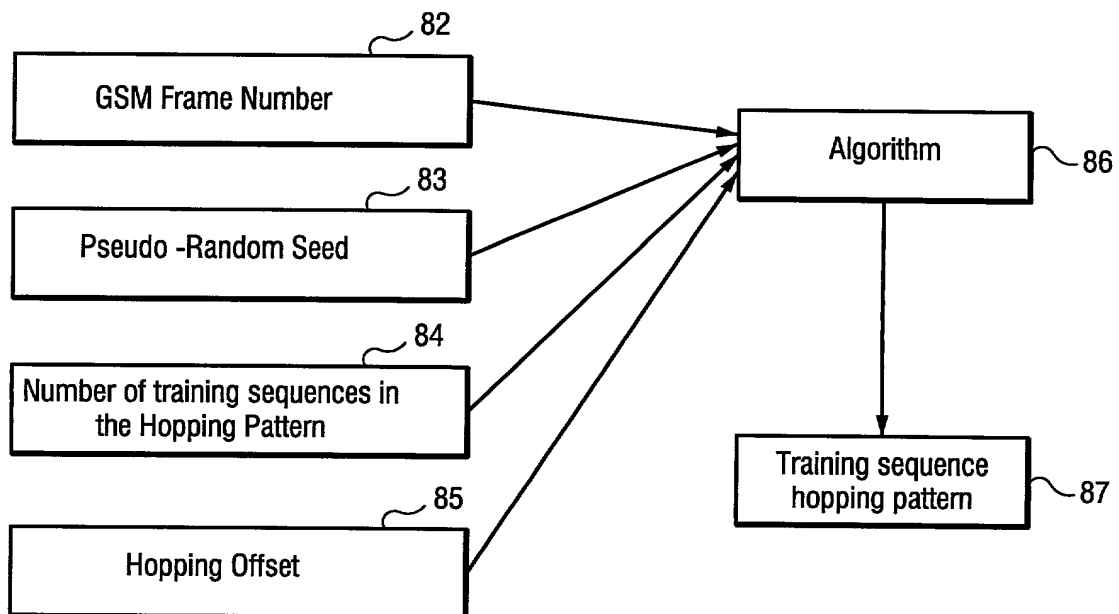 82
GSM Frame Number
83
Pseudo -Random Seed
84
Number of training sequences in
the Hopping Pattern
85
Hopping Offset
Algorithm
86
Training sequence
hopping pattern
87